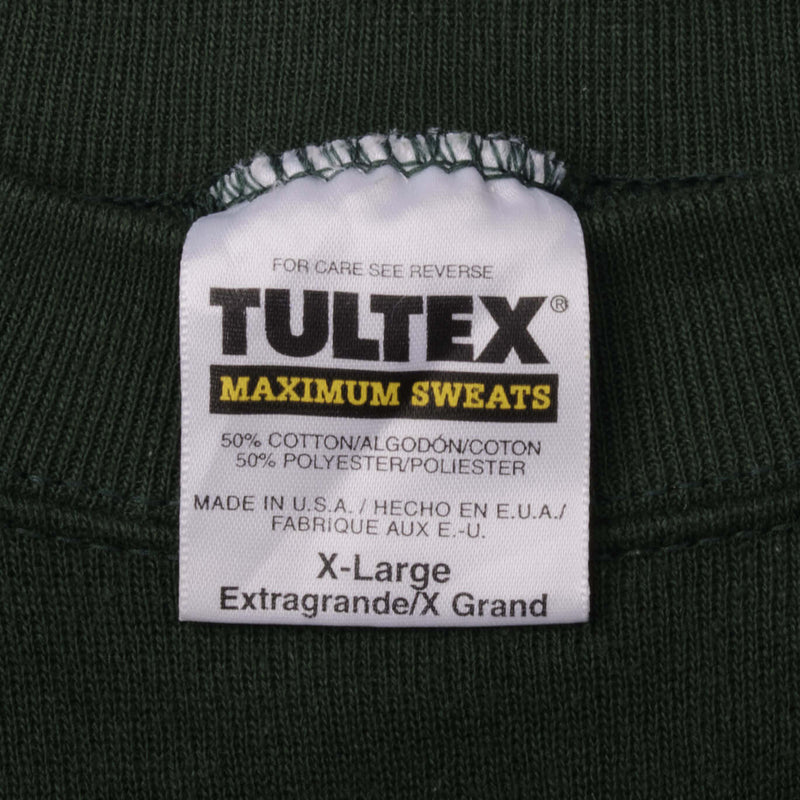 FOR CARE SEE REVERSE
TULTEX®
MAXIMUM SWEATS
50% COTTON/ALGODÓN/COTON
50% POLYESTER/POLIESTER
MADE IN U.S.A. / HECHO EN E.U.A./
FABRIQUE AUX E.-U.
X-Large
Extragrande/X Grand